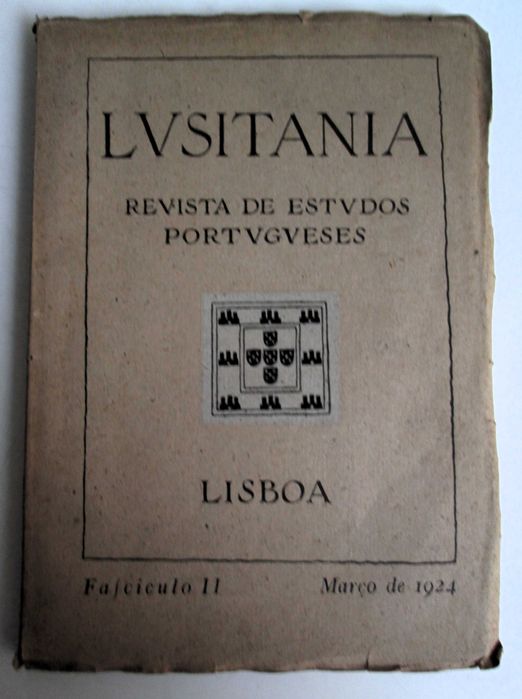 LVSITANIA
REVISTA DE ESTVDOS
PORTVGVESES
LISBOA
Faſciculo II
Março de 1924